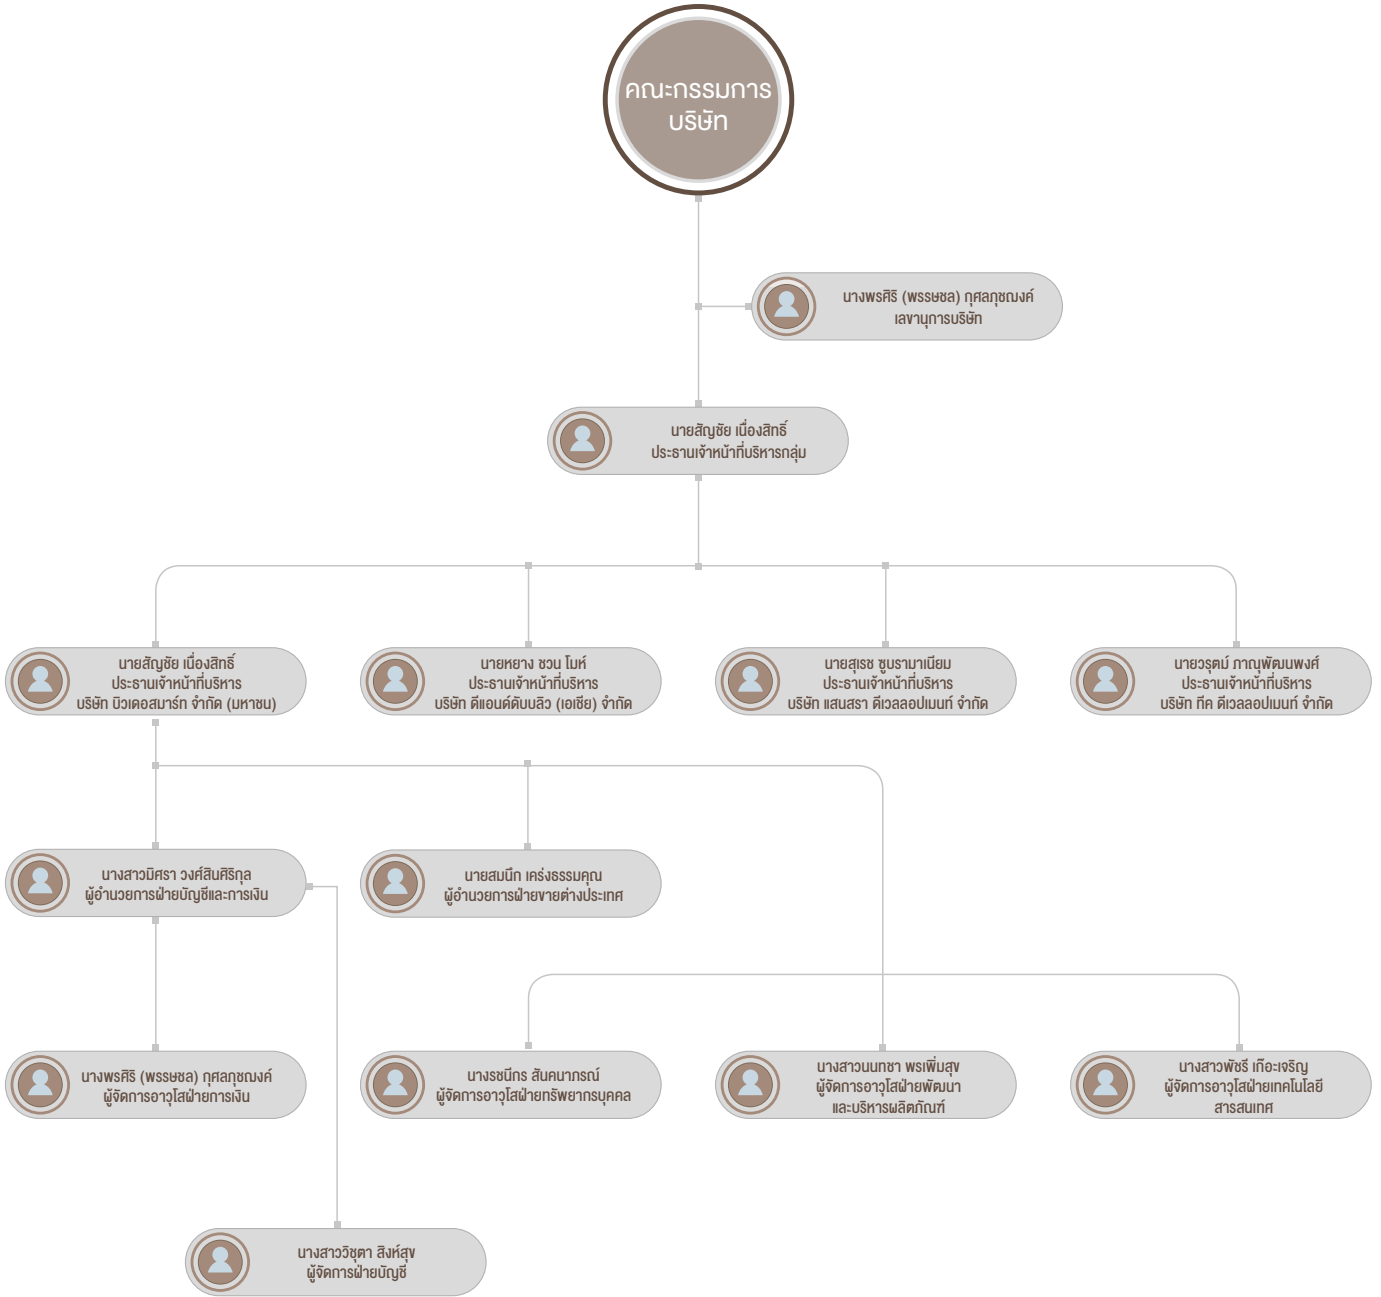 คณะกรรมการ
บริษัท
นางพรศิริ (พรรษชล) กุศลกุชฌงค์
เลขานุการบริษัท
นายสัญชัย เนื่องสิทธิ์
ประธานเจ้าหน้าที่บริหารกลุ่ม
นายสัญชัย เนื่องสิทธิ์
ประธานเจ้าหน้าที่บริหาร
บริษัท บิวเดอสมาร์ท จำกัด (มหาชน)
นายหยาง ชวน โมห์
ประธานเจ้าหน้าที่บริหาร
บริษัท ดีแอนด์ดับบลิว (เอเชีย) จำกัด
นายสุเรช ซูบรามาเนียม
ประธานเจ้าหน้าที่บริหาร
บริษัท แสนสรา ดีเวลลอปเมนท์ จำกัด
นายวรุตม์ ภาณุพัฒนพงศ์
ประธานเจ้าหน้าที่บริหาร
บริษัท ทีค ดีเวลลอปเมนท์ จำกัด
นางสาวมิศรา วงศ์สินศิริกุล
ผู้อำนวยการฝ่ายบัญชีและการเงิน
นายสมนึก เคร่งธรรมคุณ
ผู้อำนวยการฝ่ายขายต่างประเทศ
นางพรศิริ (พรรษชล) กุศลกุชฌงค์
ผู้จัดการอาวุโสฝ่ายการเงิน
นางรชนีกร สันคนาภรณ์
ผู้จัดการอาวุโสฝ่ายทรัพยากรบุคคล
นางสาวนนทชา พรเพิ่มสุข
ผู้จัดการอาวุโสฝ่ายพัฒนา
และบริหารผลิตภัณฑ์
นางสาวพัชรี เก๊อะเจริญ
ผู้จัดการอาวุโสฝ่ายเทคโนโลยี
สารสนเทศ
นางสาววิชุตา สิงห์สุข
ผู้จัดการฝ่ายบัญชี